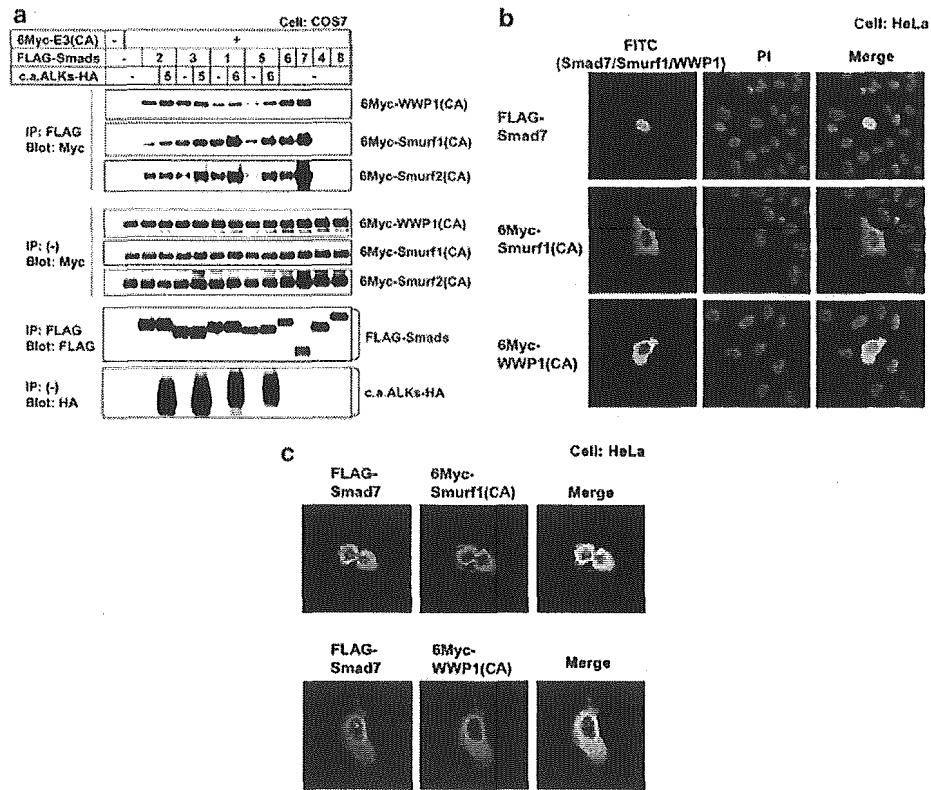 a
Cell: COS7
6Myc-E3(CA) - +
FLAG-Smads - 2 3 1 5 6 7 4 8
c.a.ALKs-HA - - 5 - 5 - 6 - 6 -
IP: FLAG
Blot: Myc
6Myc-WWP1(CA)
6Myc-Smurf1(CA)
6Myc-Smurf2(CA)
IP: (-)
Blot: Myc
6Myc-WWP1(CA)
6Myc-Smurf1(CA)
6Myc-Smurf2(CA)
IP: FLAG
Blot: FLAG
FLAG-Smads
IP: (-)
Blot: HA
c.a.ALKs-HA
b
Cell: HeLa
FITC
(Smad7/Smurf1/WWP1)
PI
Merge
FLAG-
Smad7
6Myc-
Smurf1(CA)
6Myc-
WWP1(CA)
c
Cell: HeLa
FLAG-
Smad7
6Myc-
Smurf1(CA)
Merge
FLAG-
Smad7
6Myc-
WWP1(CA)
Merge